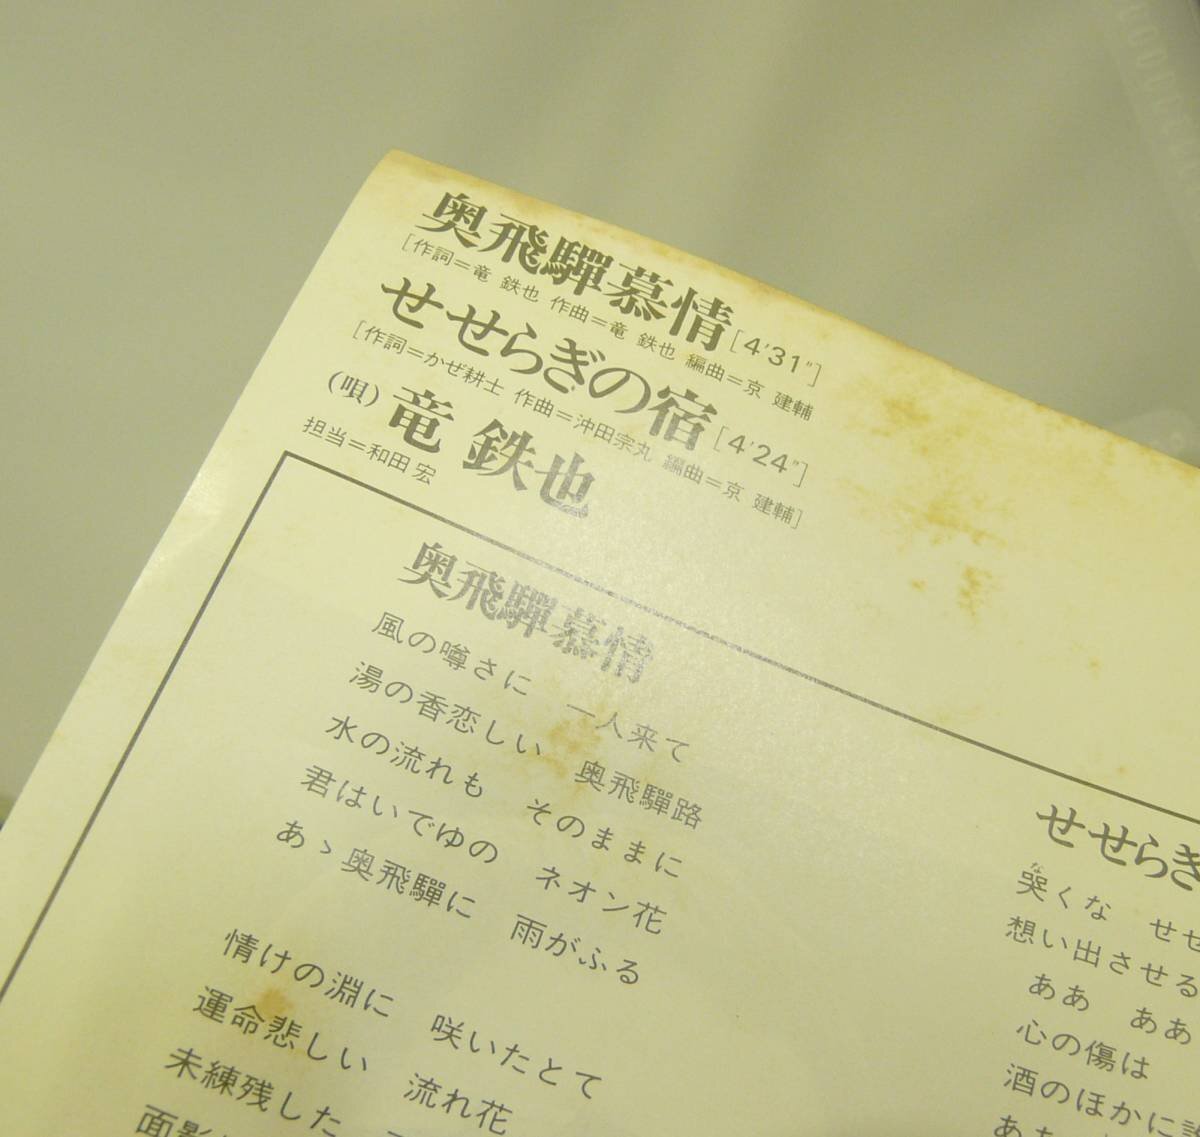 奥飛驒慕情[4'31"]
[作詞=竜 鉄也 作曲=竜 鉄也 編曲=京 建輔
せせらぎの宿[4'24"]
[作詞=かぜ耕士 作曲=沖田宗丸 編曲=京 建輔]
(唄)竜 鉄也
担当=和田 宏
奥飛驒慕情
風の噂さに 一人来て
湯の香恋しい 奥飛驒路
水の流れも そのままに
君はいでゆの ネオン花
あゝ奥飛驒に 雨がふる
情けの淵に 咲いたとて
運命悲しい 流れ花
未練残した
面影
せせらぎ
哭くな せせ
想い出させる
ああ ああ
心の傷は
酒のほかに
ああ